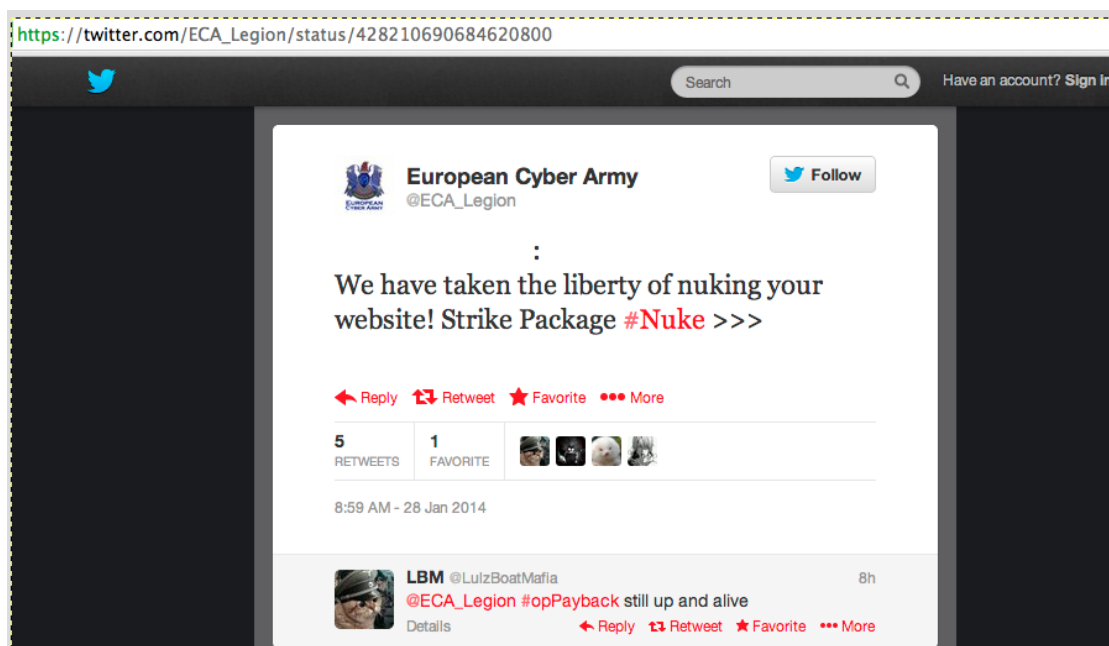 https://twitter.com/ECA_Legion/status/428210690684620800
Search
Have an account? Sign in
European Cyber Army
Follow
@ECA_Legion
EUROPEAN
CYBER ARMY
:
We have taken the liberty of nuking your
website! Strike Package #Nuke >>>
Reply Retweet Favorite ••• More
5 1
RETWEETS FAVORITE
8:59 AM - 28 Jan 2014
LBM @LulzBoatMafia 8h
@ECA_Legion #opPayback still up and alive
Details Reply Retweet Favorite ••• More